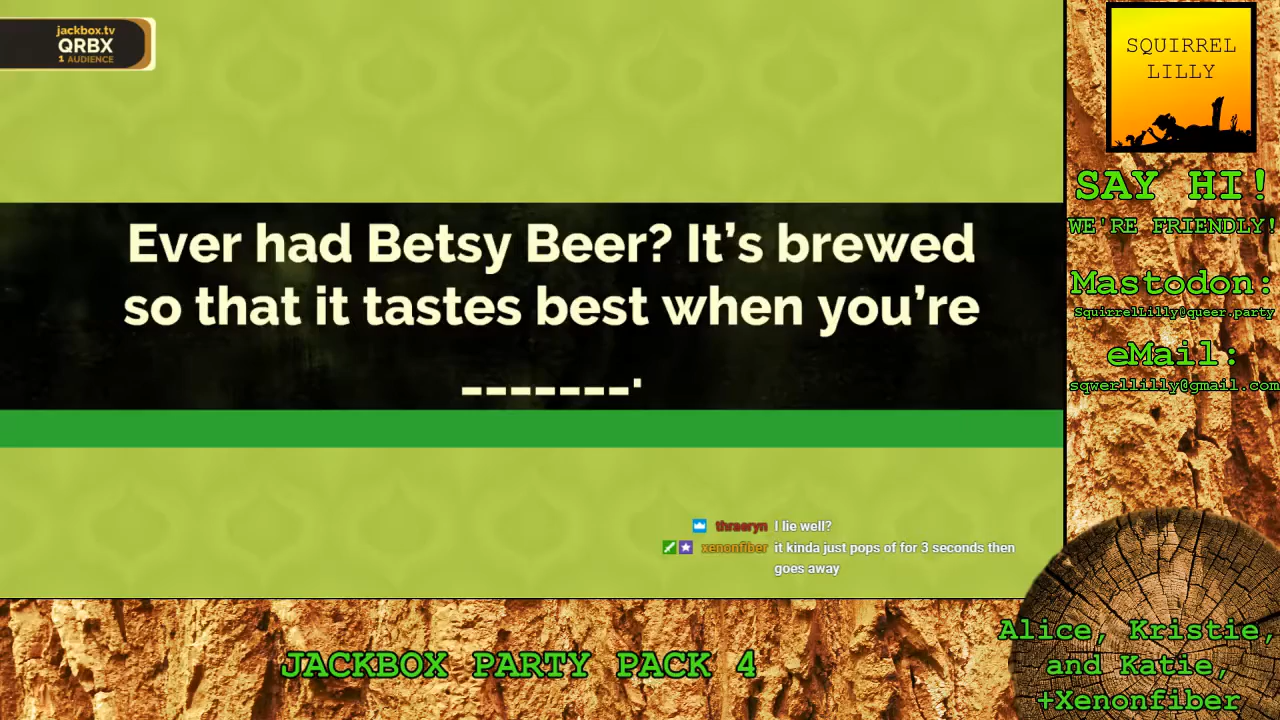 jackbox.tv
QRBX
1 AUDIENCE
Ever had Betsy Beer? It’s brewed
so that it tastes best when you’re
_______.
thraeryn I lie well?
xenonfiber it kinda just pops of for 3 seconds then
goes away
JACKBOX PARTY PACK 4
SQUIRREL
LILLY
SAY HI!
WE'RE FRIENDLY!
Mastodon:
SquirrelLilly@queer.party
eMail:
sqwerllilly@gmail.com
Alice, Kristie,
and Katie,
+Xenonfiber